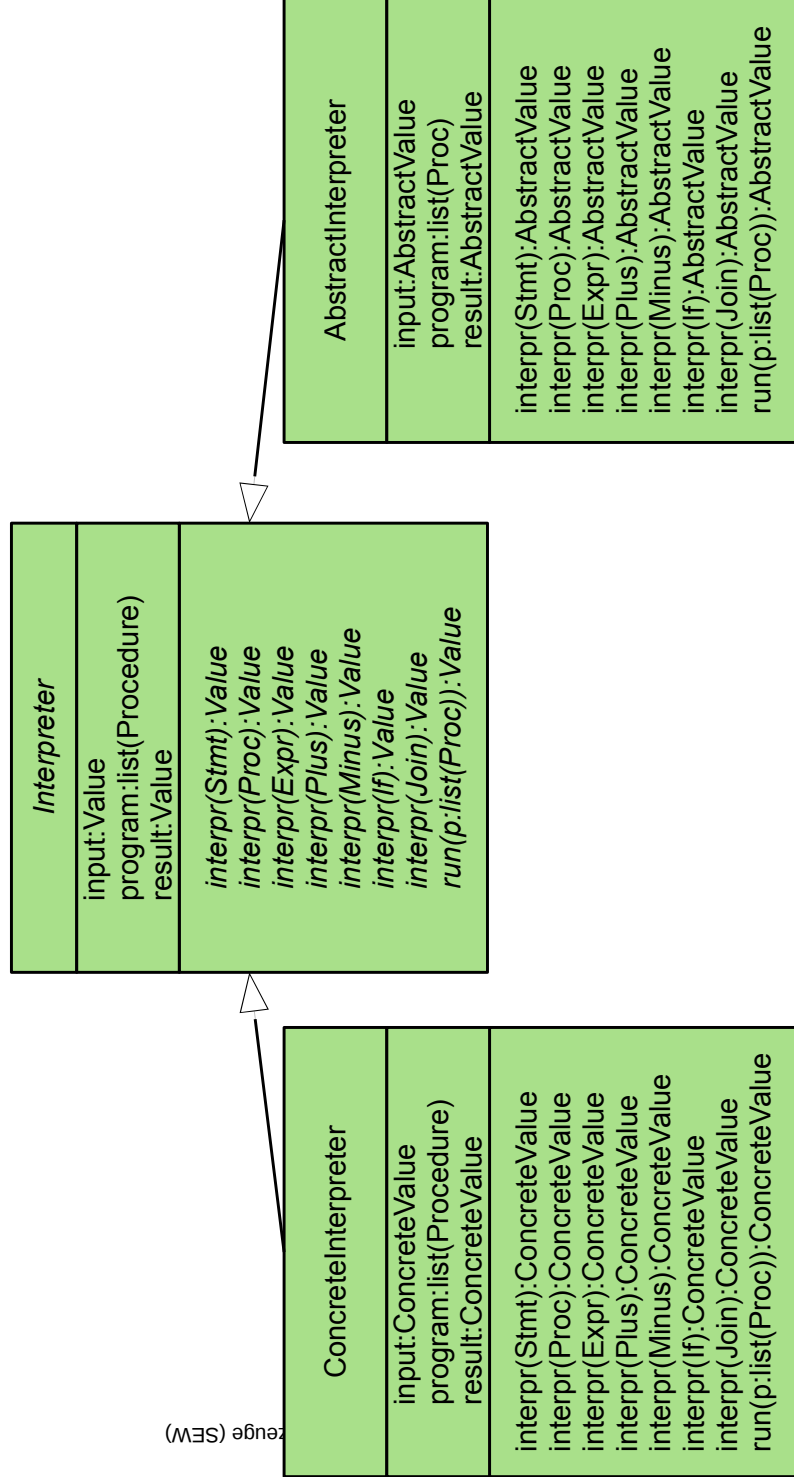 Interpreter
input:Value
program:list(Procedure)
result:Value
interpr(Stmt):Value
interpr(Proc):Value
interpr(Expr):Value
interpr(Plus):Value
interpr(Minus):Value
interpr(If):Value
interpr(Join):Value
run(p:list(Proc)):Value
ConcreteInterpreter
input:ConcreteValue
program:list(Procedure)
result:ConcreteValue
interpr(Stmt):ConcreteValue
interpr(Proc):ConcreteValue
interpr(Expr):ConcreteValue
interpr(Plus):ConcreteValue
interpr(Minus):ConcreteValue
interpr(If):ConcreteValue
interpr(Join):ConcreteValue
run(p:list(Proc)):ConcreteValue
AbstractInterpreter
input:AbstractValue
program:list(Proc)
result:AbstractValue
interpr(Stmt):AbstractValue
interpr(Proc):AbstractValue
interpr(Expr):AbstractValue
interpr(Plus):AbstractValue
interpr(Minus):AbstractValue
interpr(If):AbstractValue
interpr(Join):AbstractValue
run(p:list(Proc)):AbstractValue
zeuge (SEW)